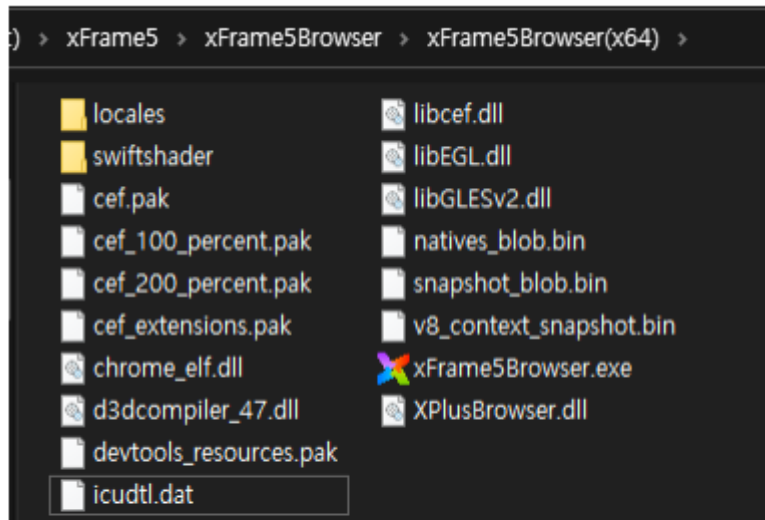 t) > xFrame5 > xFrame5Browser > xFrame5Browser(x64) >
locales
swiftshader
cef.pak
cef_100_percent.pak
cef_200_percent.pak
cef_extensions.pak
chrome_elf.dll
d3dcompiler_47.dll
devtools_resources.pak
icudtl.dat
libcef.dll
libEGL.dll
libGLESv2.dll
natives_blob.bin
snapshot_blob.bin
v8_context_snapshot.bin
xFrame5Browser.exe
XPlusBrowser.dll